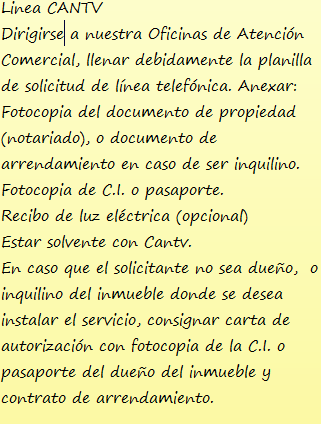 Linea CANTV
Dirigirse a nuestra Oficinas de Atención
Comercial, llenar debidamente la planilla
de solicitud de línea telefónica. Anexar:
Fotocopia del documento de propiedad
(notariado), o documento de
arrendamiento en caso de ser inquilino.
Fotocopia de C.I. o pasaporte.
Recibo de luz eléctrica (opcional)
Estar solvente con Cantv.
En caso que el solicitante no sea dueño,  o
inquilino del inmueble donde se desea
instalar el servicio, consignar carta de
autorización con fotocopia de la C.I. o
pasaporte del dueño del inmueble y
contrato de arrendamiento.